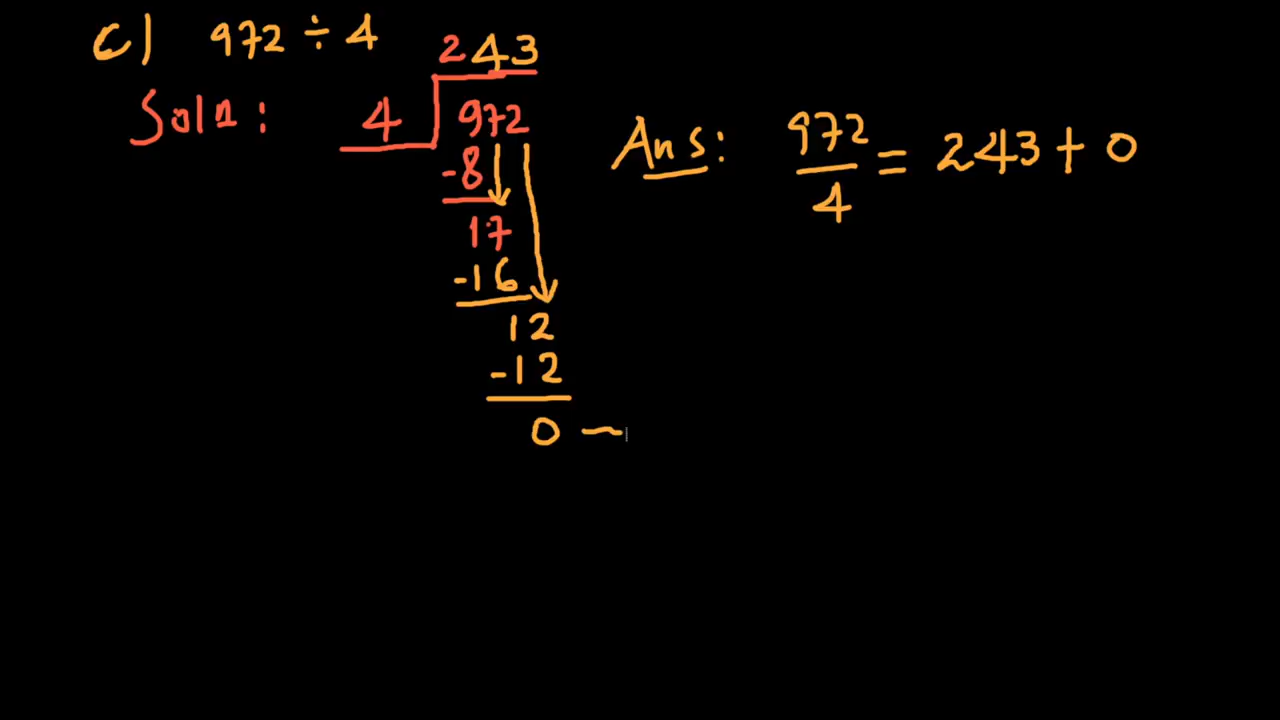 c) 972 ÷ 4
243
Soln: 4 972
-8
17
-16
12
-12
0 –
Ans: 972/4 = 243 + 0